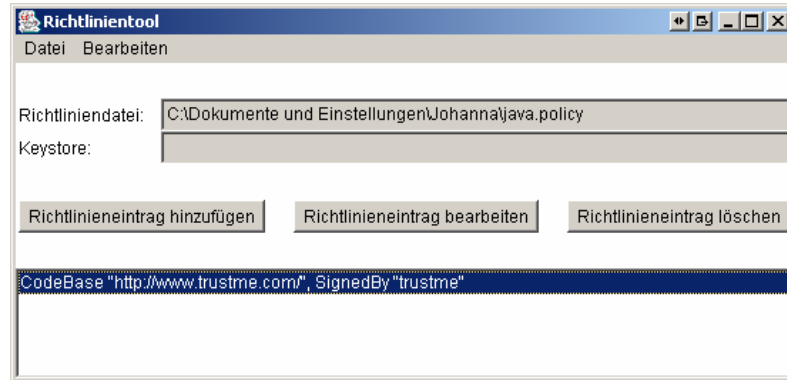 Richtlinientool
Datei Bearbeiten
Richtliniendatei: C:\Dokumente und Einstellungen\Johanna\java.policy
Keystore:
Richtlinieneintrag hinzufügen Richtlinieneintrag bearbeiten Richtlinieneintrag löschen
CodeBase "http://www.trustme.com/", SignedBy "trustme"